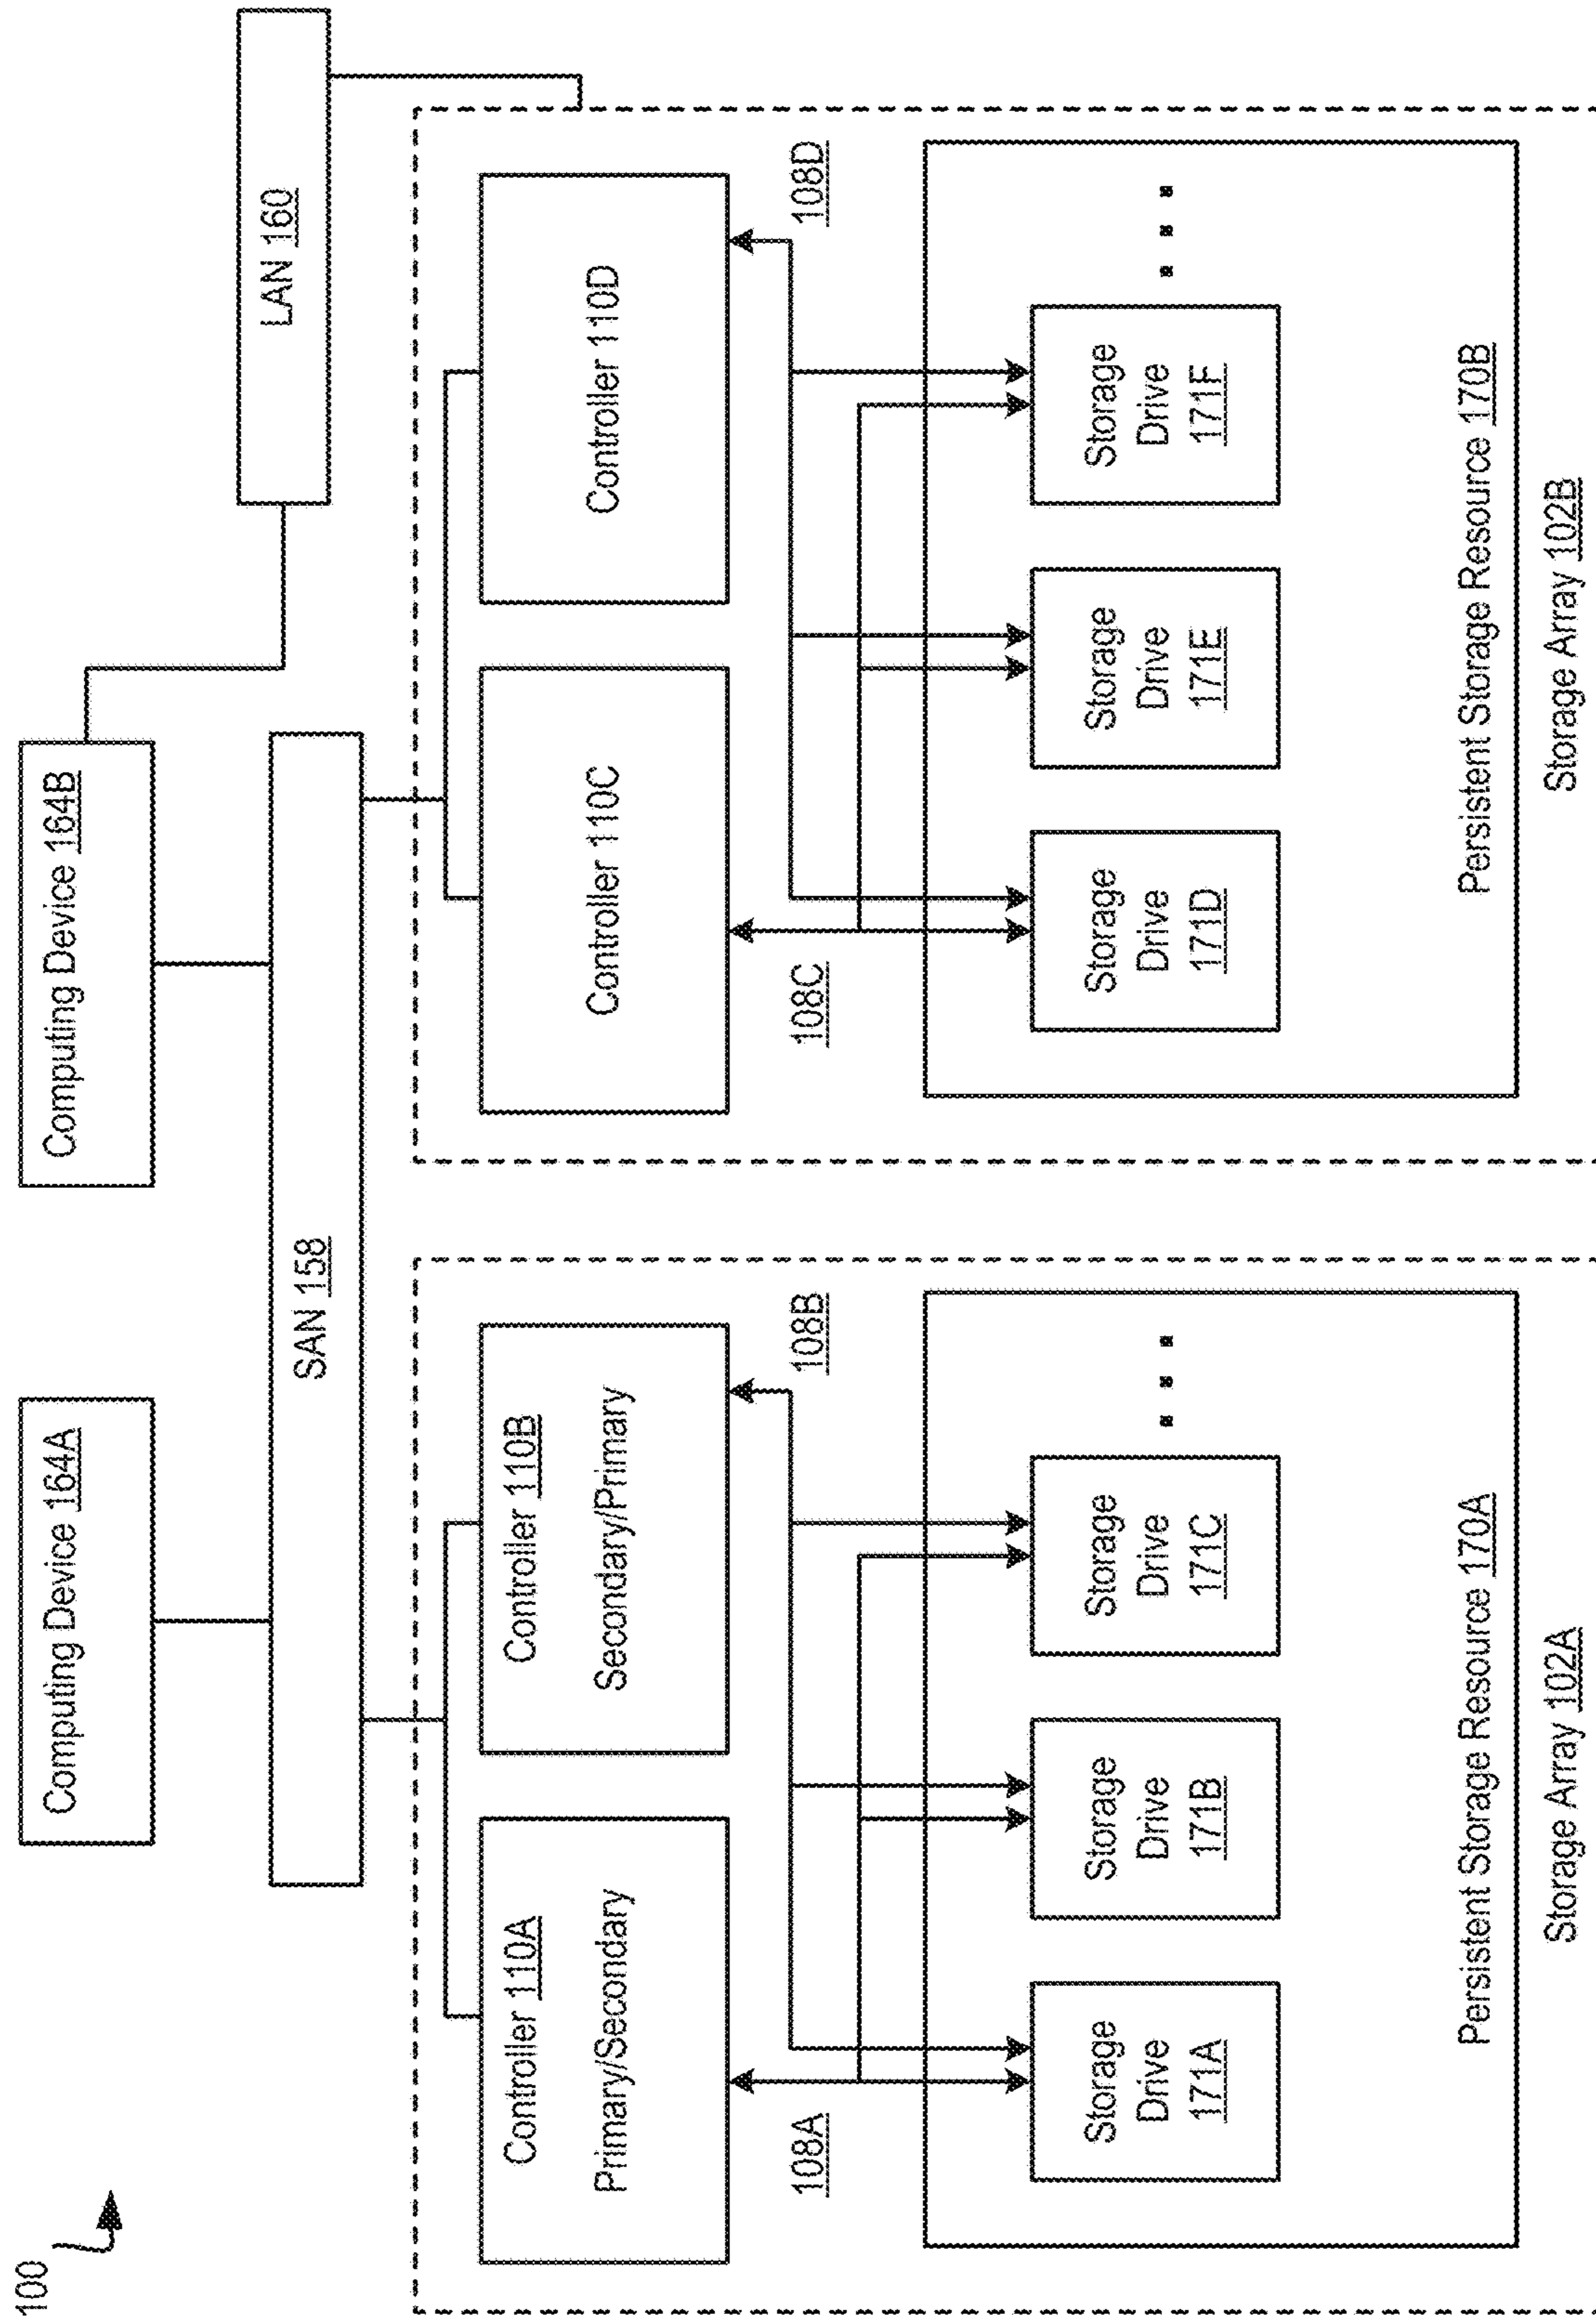 100
Computing Device 164A
Computing Device 164B
LAN 160
SAN 158
Controller 110A
Primary/Secondary
Controller 110B
Secondary/Primary
Controller 110C
Controller 110D
108A
108B
108C
108D
Storage
Drive
171A
Storage
Drive
171B
Storage
Drive
171C
Storage
Drive
171D
Storage
Drive
171E
Storage
Drive
171F
Persistent Storage Resource 170A
Persistent Storage Resource 170B
Storage Array 102A
Storage Array 102B